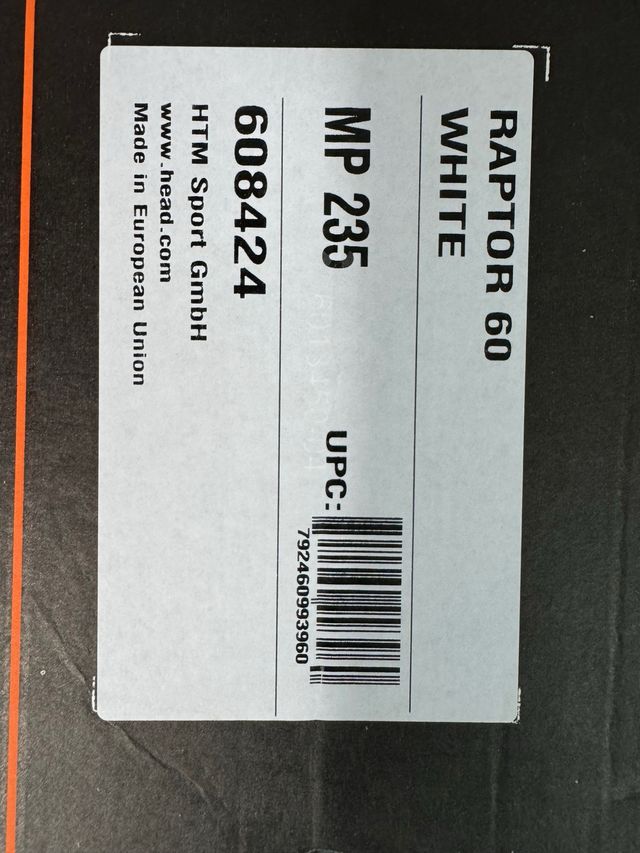 RAPTOR 60
WHITE
MP 235
UPC:
792460993960
608424
HTM Sport GmbH
www.head.com
Made in European Union